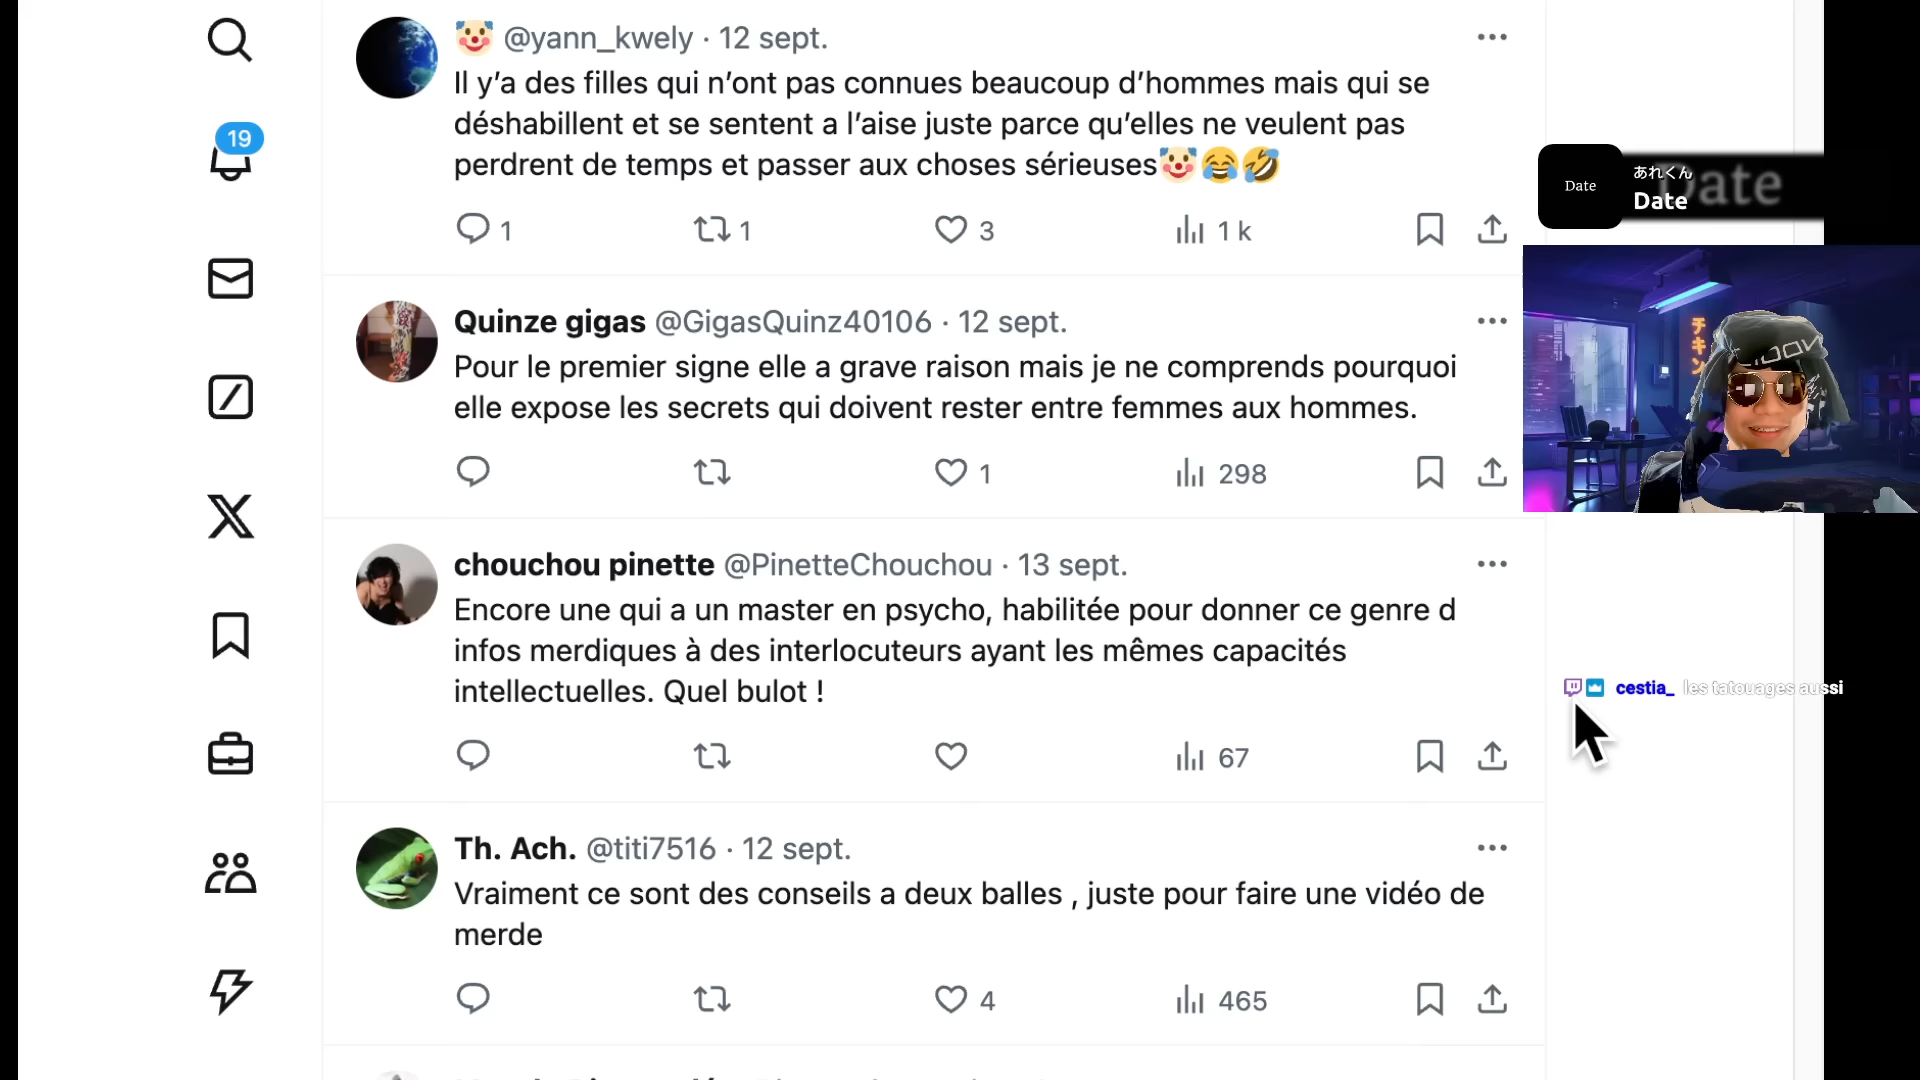 @yann_kwely · 12 sept.
Il y’a des filles qui n’ont pas connues beaucoup d’hommes mais qui se
déshabillent et se sentent a l’aise juste parce qu’elles ne veulent pas
perdrent de temps et passer aux choses sérieuses
1
1
3
1 k
19
Quinze gigas @GigasQuinz40106 · 12 sept.
Pour le premier signe elle a grave raison mais je ne comprends pourquoi
elle expose les secrets qui doivent rester entre femmes aux hommes.
1
298
chouchou pinette @PinetteChouchou · 13 sept.
Encore une qui a un master en psycho, habilitée pour donner ce genre d
infos merdiques à des interlocuteurs ayant les mêmes capacités
intellectuelles. Quel bulot !
67
Th. Ach. @titi7516 · 12 sept.
Vraiment ce sont des conseils a deux balles , juste pour faire une vidéo de
merde
4
465
Date
あれくん
Date
Date
チキン
cestia_ les tatouages aussi